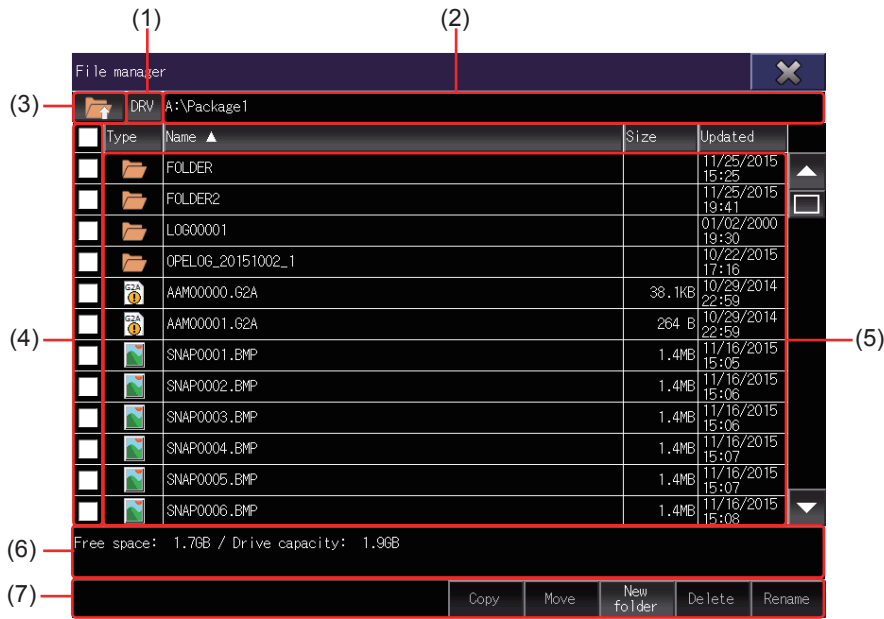 (1) (2)
File manager
(3) DRV A:\Package1
Type Name ▲ Size Updated
FOLDER 11/25/2015
15:25
FOLDER2 11/25/2015
19:41
LOG00001 01/02/2000
19:30
OPELOG_20151002_1 10/22/2015
17:16
G2A AAM00000.G2A 38.1KB 10/29/2014
22:59
G2A AAM00001.G2A 264 B 10/29/2014
22:59
(4) (5)
SNAP0001.BMP 1.4MB 11/16/2015
15:05
SNAP0002.BMP 1.4MB 11/16/2015
15:06
SNAP0003.BMP 1.4MB 11/16/2015
15:06
SNAP0004.BMP 1.4MB 11/16/2015
15:07
SNAP0005.BMP 1.4MB 11/16/2015
15:07
SNAP0006.BMP 1.4MB 11/16/2015
15:08
(6) Free space: 1.7GB / Drive capacity: 1.9GB
(7) Copy Move New folder Delete Rename